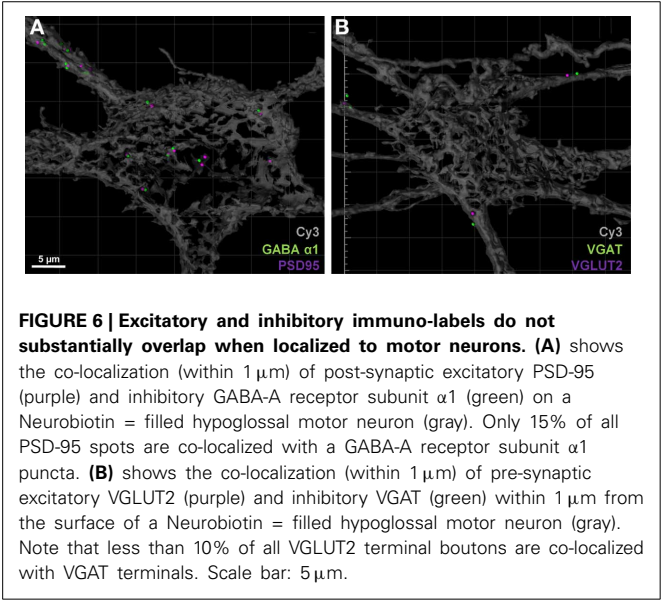 A
B
Cy3
GABA α1
PSD95
5 µm
Cy3
VGAT
VGLUT2
FIGURE 6 | Excitatory and inhibitory immuno-labels do not
substantially overlap when localized to motor neurons. (A) shows
the co-localization (within 1 µm) of post-synaptic excitatory PSD-95
(purple) and inhibitory GABA-A receptor subunit α1 (green) on a
Neurobiotin = filled hypoglossal motor neuron (gray). Only 15% of all
PSD-95 spots are co-localized with a GABA-A receptor subunit α1
puncta. (B) shows the co-localization (within 1 µm) of pre-synaptic
excitatory VGLUT2 (purple) and inhibitory VGAT (green) within 1 µm from
the surface of a Neurobiotin = filled hypoglossal motor neuron (gray).
Note that less than 10% of all VGLUT2 terminal boutons are co-localized
with VGAT terminals. Scale bar: 5 µm.